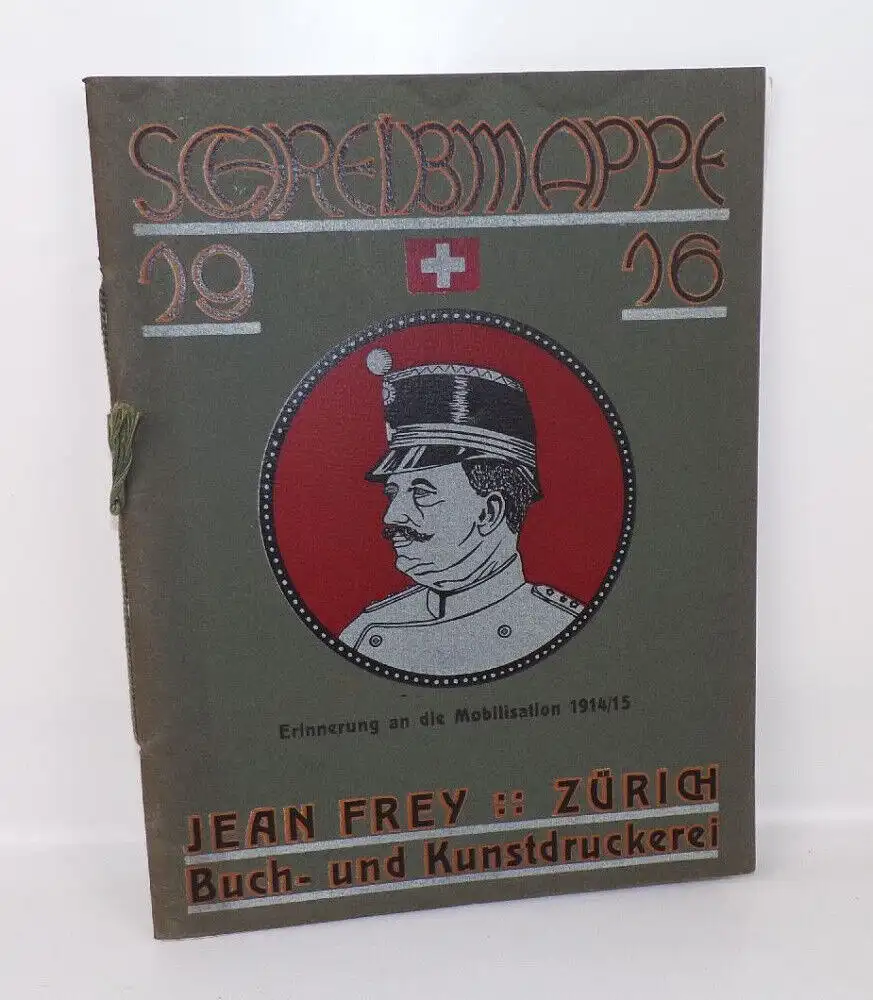 SCHREIBMAPPE
19 16
Erinnerung an die Mobilisation 1914/15
JEAN FREY :: ZÜRICH
Buch- und Kunstdruckerei